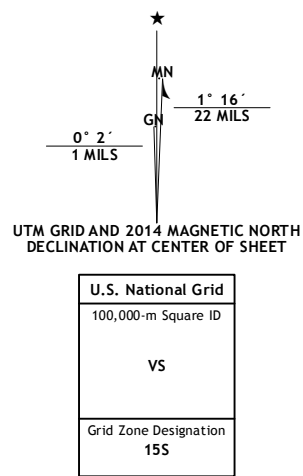 ★
MN
1° 16´
22 MILS
GN
0° 2´
1 MILS
UTM GRID AND 2014 MAGNETIC NORTH
DECLINATION AT CENTER OF SHEET
U.S. National Grid
100,000-m Square ID
VS
Grid Zone Designation
15S